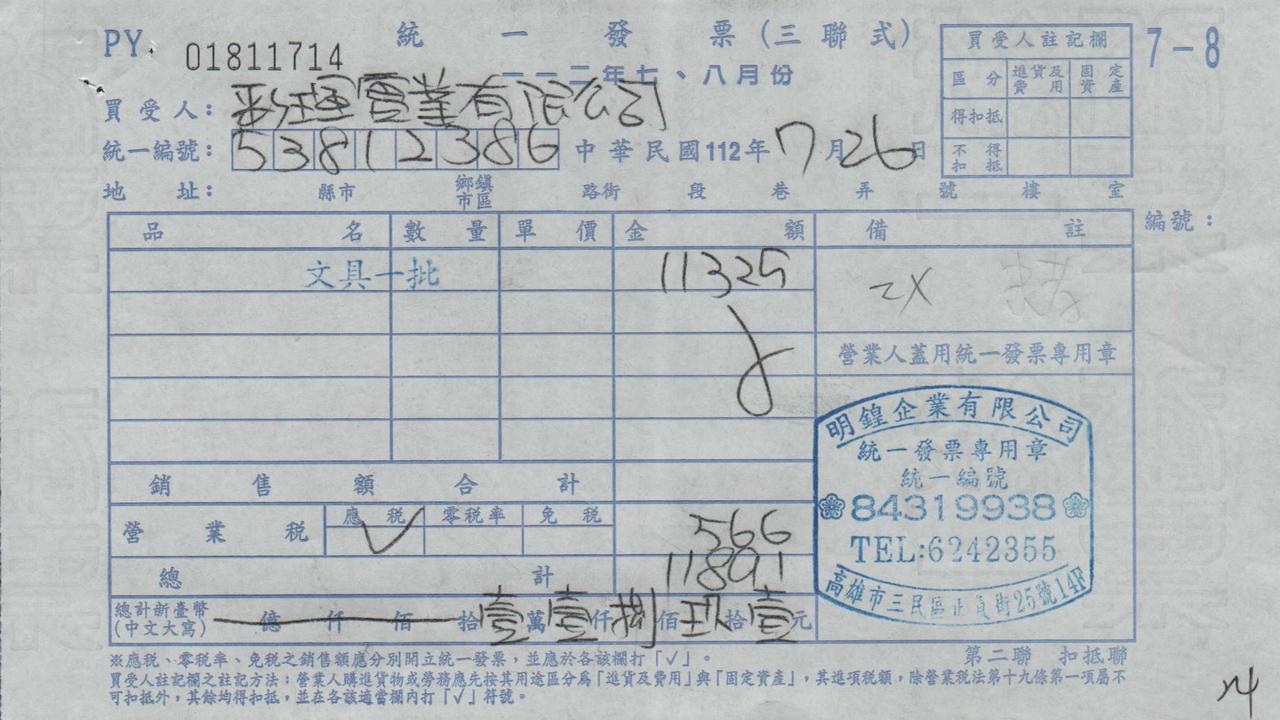 PY 01811714
統一發票(三聯式)
一一二年七、八月份
7-8
買受人註記欄
區分 進貨及費用 固定資產
得扣抵
不得扣抵
買受人: 實業有限公司
統一編號: 53812386 中華民國112年7月26日
地址: 縣市 鄉鎮市區 路街 段 巷 弄 號 樓 室
品名 數量 單價 金額 備註 編號:
文具一批 11325
營業人蓋用統一發票專用章
銷售額合計
營業稅 應稅 V 零稅率 免稅 566
總計 11891
總計新臺幣(中文大寫) 億 仟 佰 拾壹萬壹仟捌佰玖拾壹元
明鍠企業有限公司
統一發票專用章
統一編號
84319938
TEL:6242355
高雄市三民區正義街25號14F
※應稅、零稅率、免稅之銷售額應分別開立統一發票,並應於各該欄打「√」。
第二聯 扣抵聯
買受人註記欄之註記方法:營業人購進貨物或勞務應先按其用途區分為「進貨及費用」與「固定資產」,其進項稅額,除營業稅法第十九條第一項屬不
可扣抵外,其餘均得扣抵,並在各該適當欄內打「√」符號。